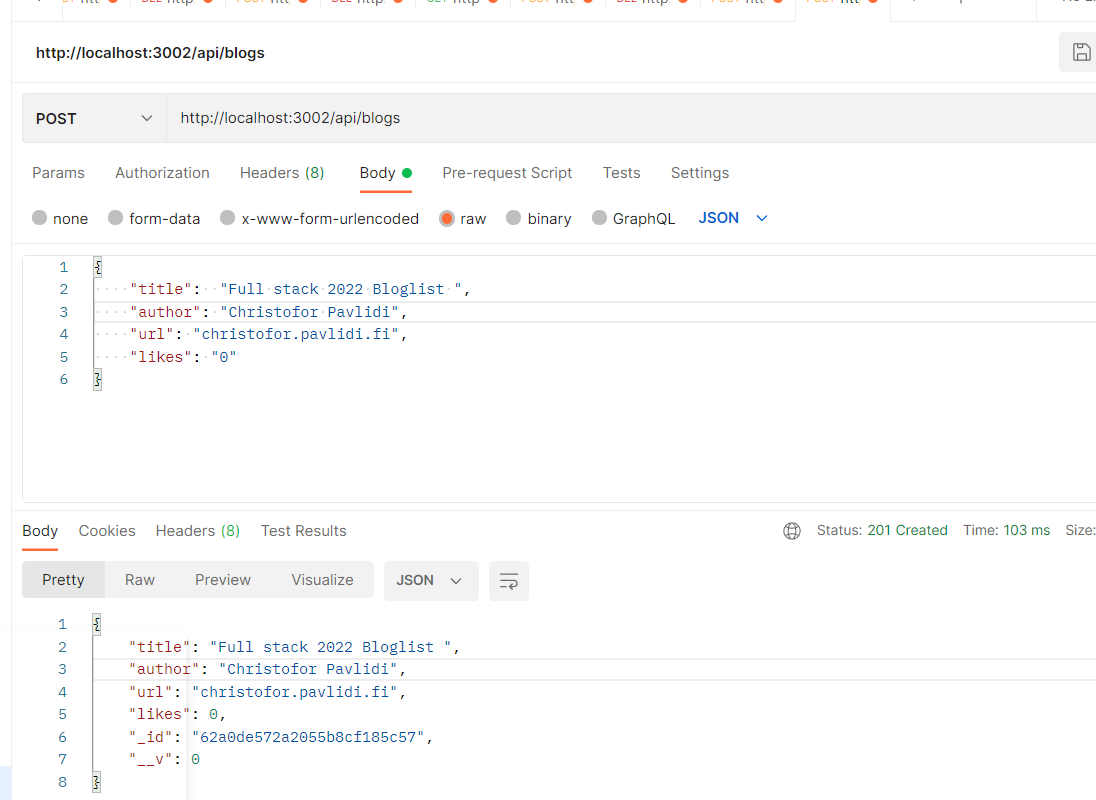 http://localhost:3002/api/blogs
POST http://localhost:3002/api/blogs
Params Authorization Headers (8) Body Pre-request Script Tests Settings
none form-data x-www-form-urlencoded raw binary GraphQL JSON
1 {
2 "title": "Full stack 2022 Bloglist ",
3 "author": "Christofor Pavlidi",
4 "url": "christofor.pavlidi.fi",
5 "likes": "0"
6 }
Body Cookies Headers (8) Test Results Status: 201 Created Time: 103 ms Size:
Pretty Raw Preview Visualize JSON
1 {
2 "title": "Full stack 2022 Bloglist ",
3 "author": "Christofor Pavlidi",
4 "url": "christofor.pavlidi.fi",
5 "likes": 0,
6 "_id": "62a0de572a2055b8cf185c57",
7 "__v": 0
8 }